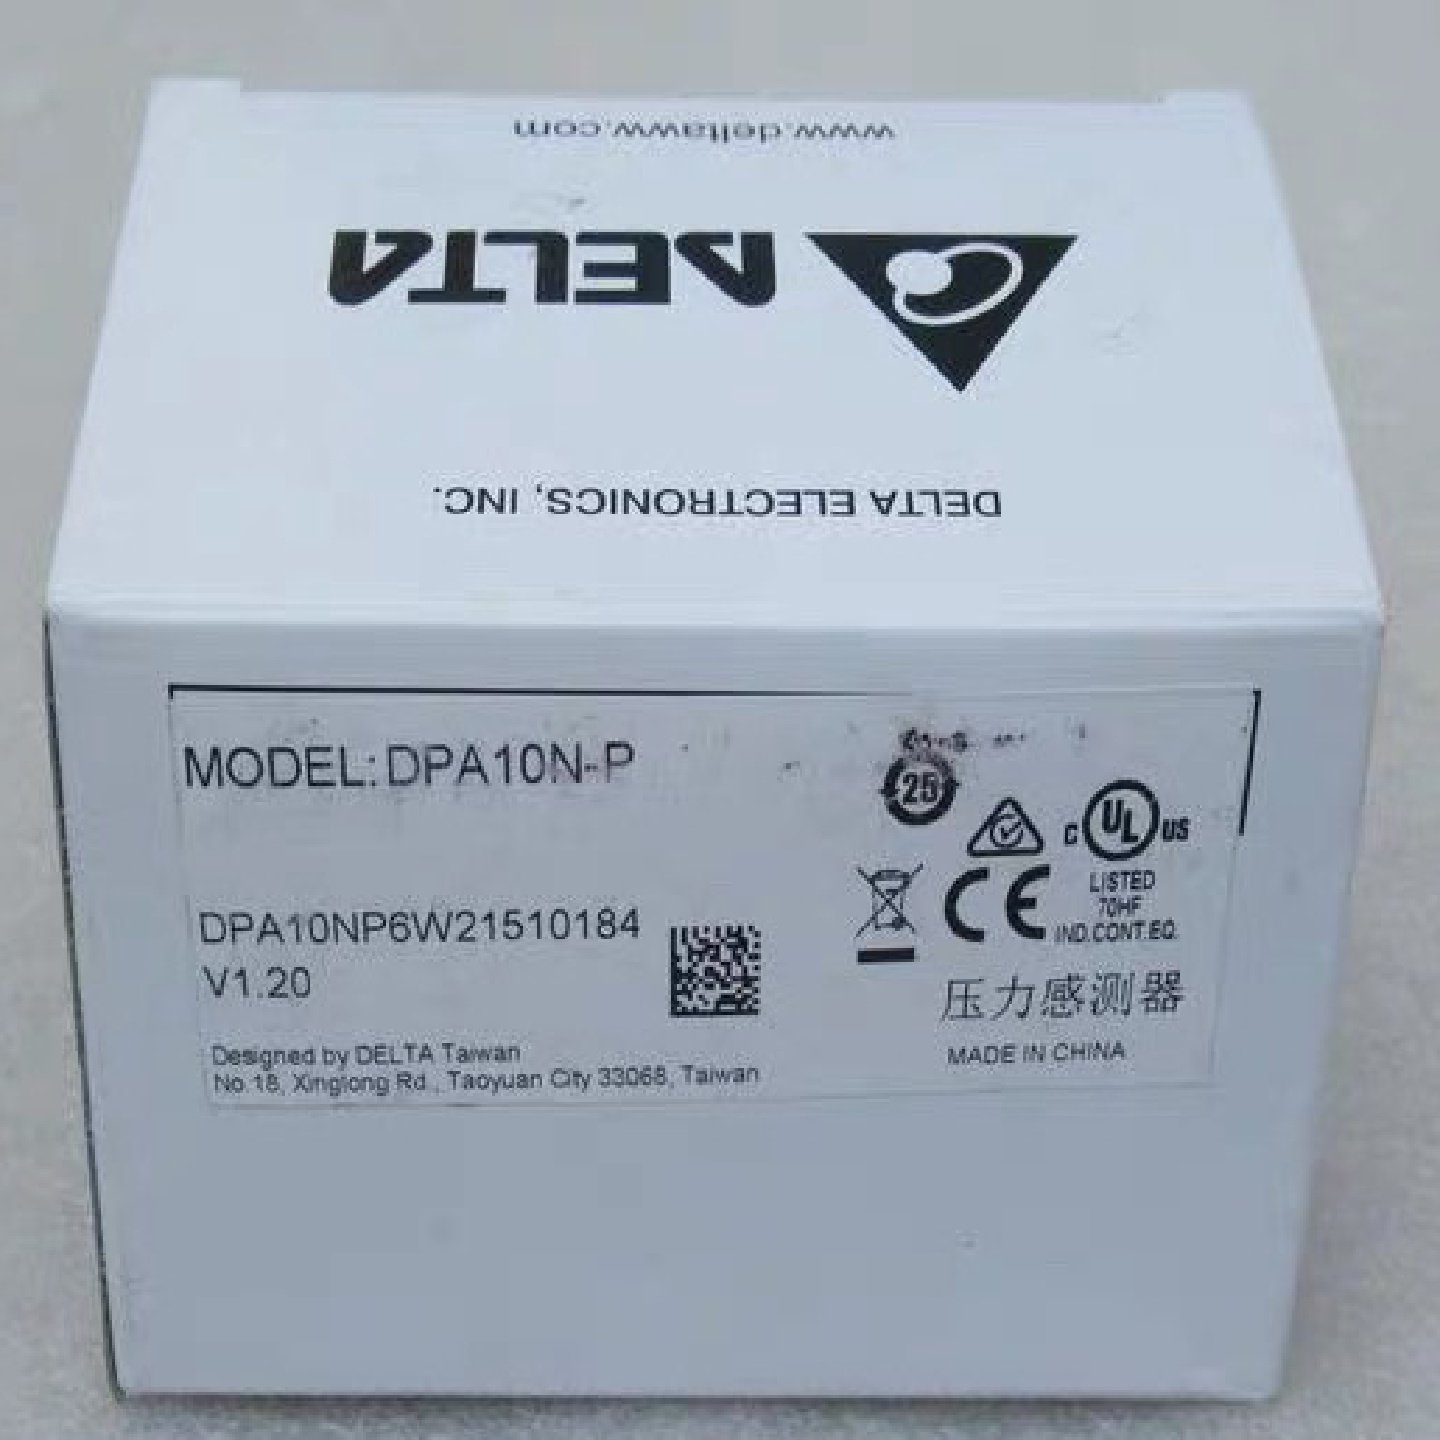 www.deltaww.com
DELTA
DELTA ELECTRONICS, INC.
MODEL: DPA10N-P
25
C UL US
LISTED
70HF
IND.CONT.EQ.
CE
DPA10NP6W21510184
V1.20
压力感测器
MADE IN CHINA
Designed by DELTA Taiwan
No.18, Xinglong Rd., Taoyuan City 33068, Taiwan